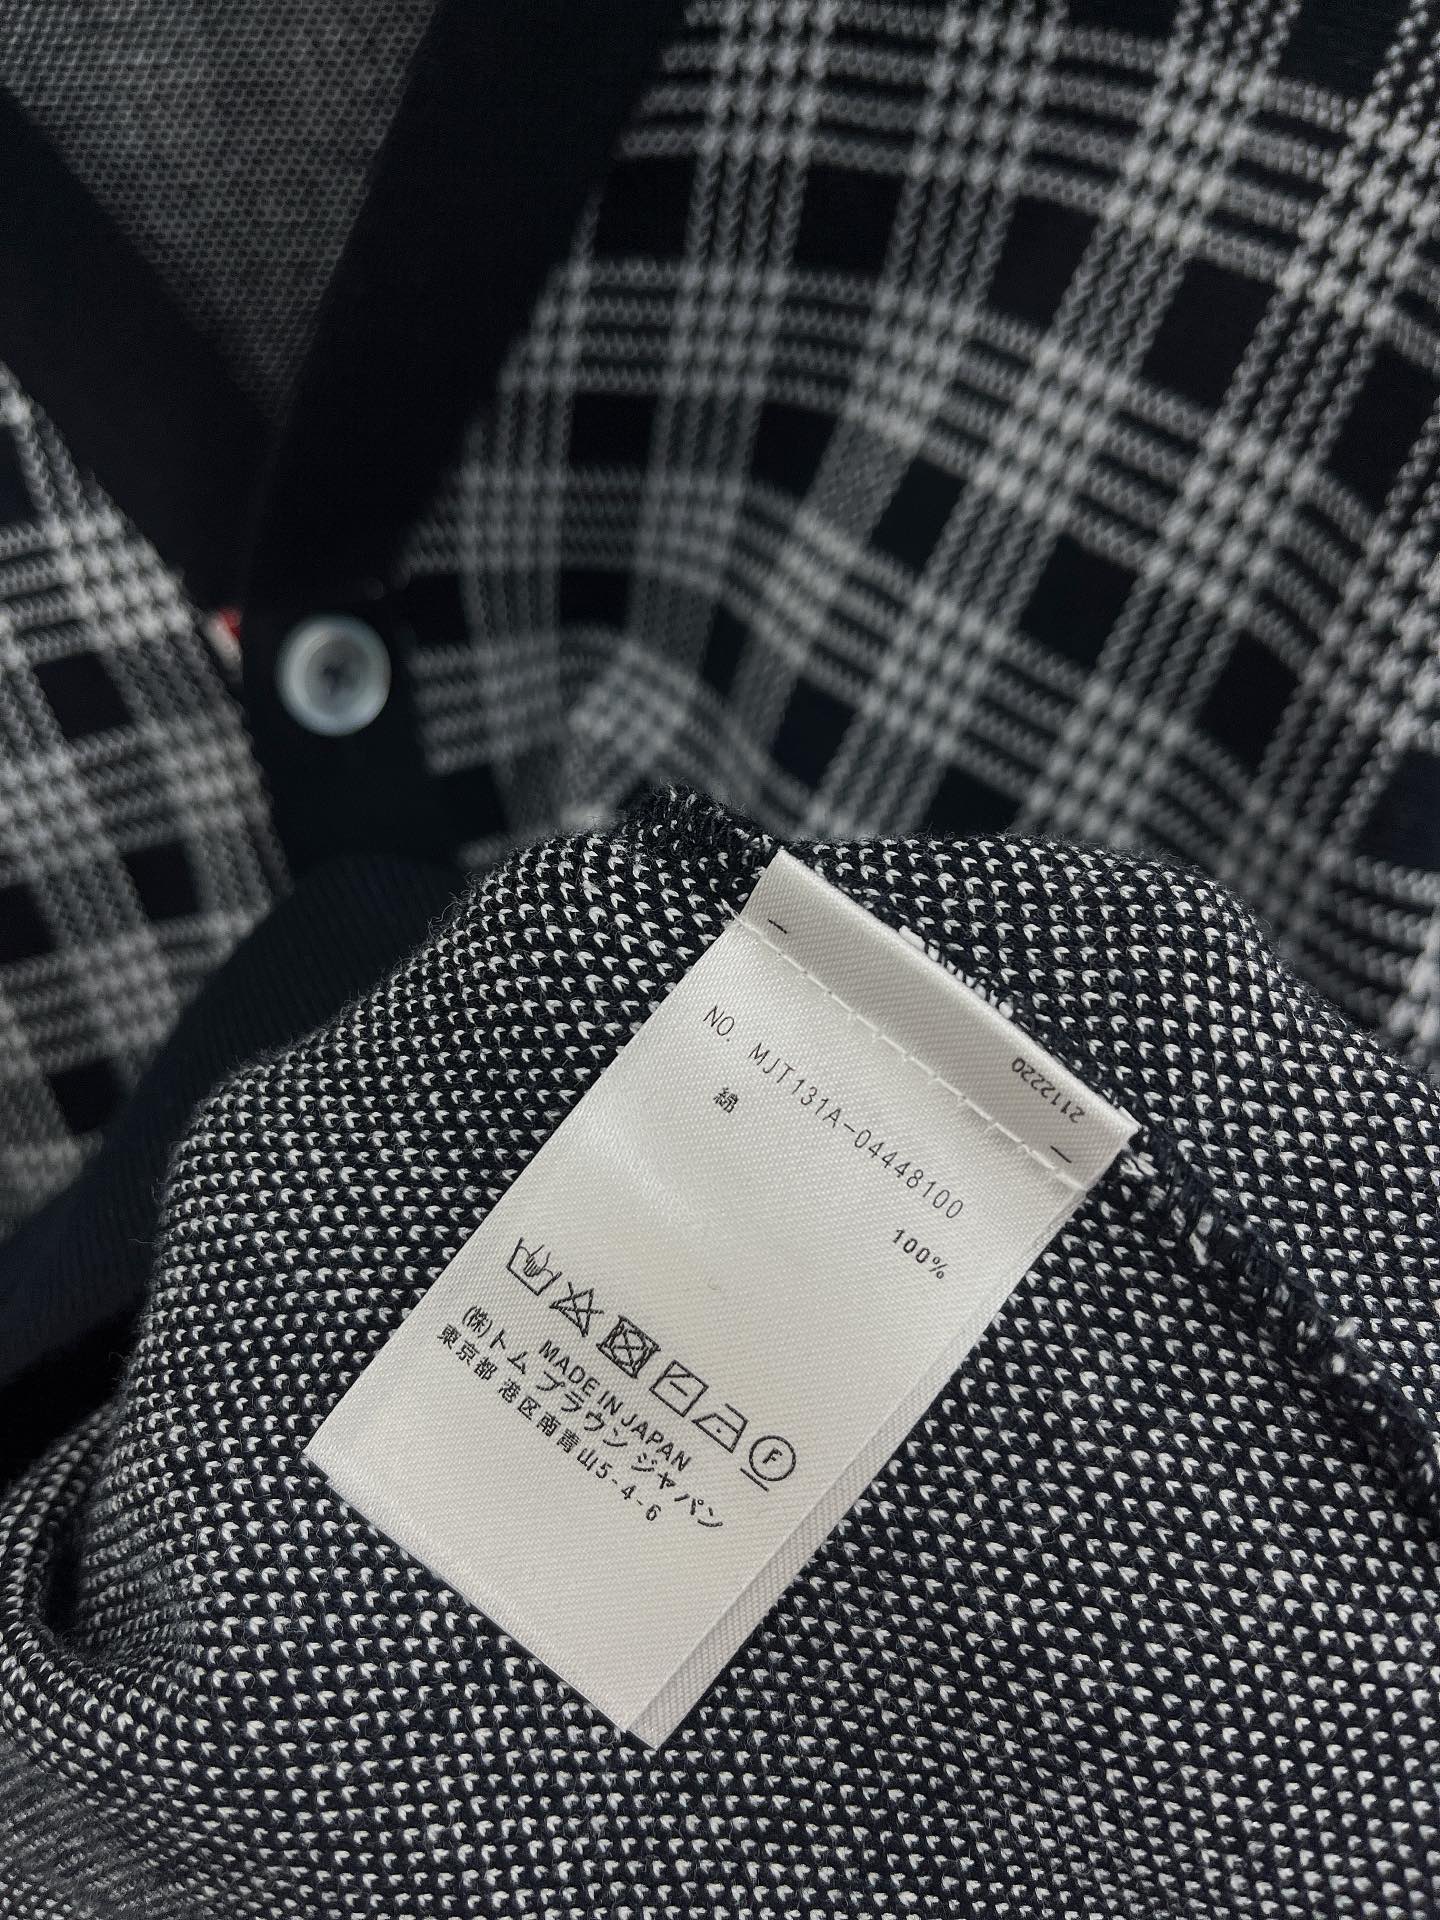 2112220
NO. MJT131A-04448100
綿 100%
MADE IN JAPAN
(株)トム ブラウン ジャパン
東京都 港区南青山5-4-6
F